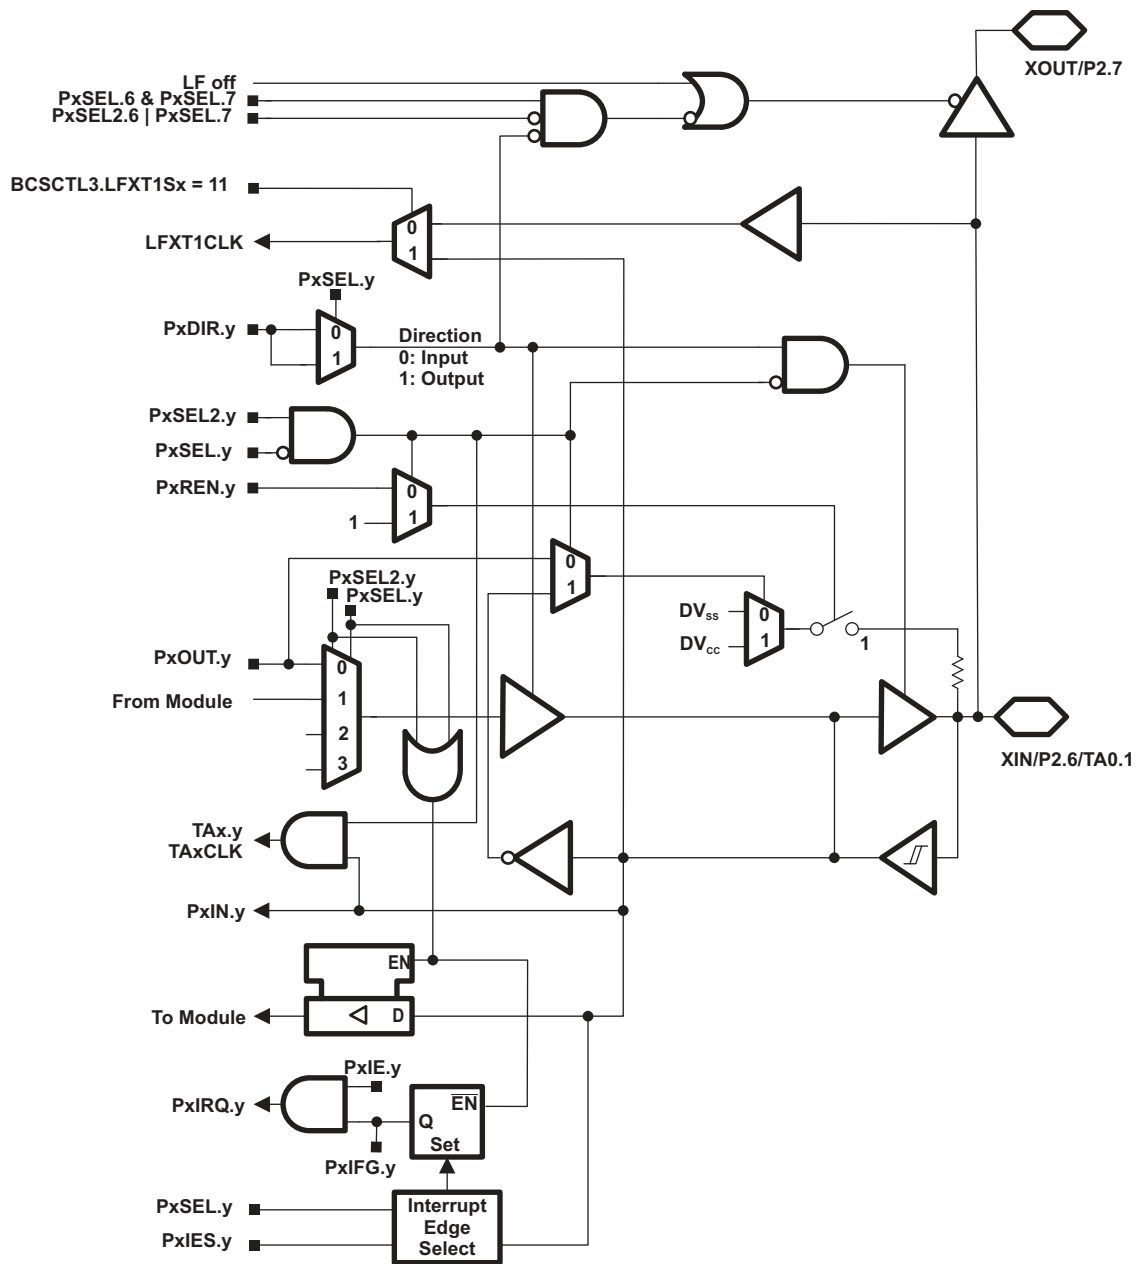 XOUT/P2.7
LF off
PxSEL.6 & PxSEL.7
PxSEL2.6 | PxSEL.7
BCSCTL3.LFXT1Sx = 11
0
LFXT1CLK
1
PxSEL.y
PxDIR.y
0
1
Direction
0: Input
1: Output
PxSEL2.y
PxSEL.y
PxREN.y
0
1
1
0
1
PxSEL2.y
PxSEL.y
DVss
0
DVcc
1
1
PxOUT.y
0
From Module
1
2
3
XIN/P2.6/TA0.1
TAx.y
TAxCLK
PxIN.y
EN
To Module
D
PxIE.y
PxIRQ.y
EN
Q
Set
PxIFG.y
PxSEL.y
PxIES.y
Interrupt
Edge
Select